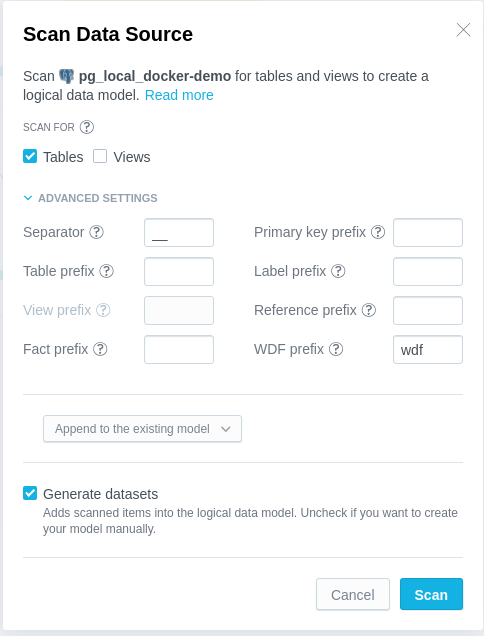 Scan Data Source
Scan pg_local_docker-demo for tables and views to create a
logical data model. Read more
SCAN FOR ?
Tables Views
ADVANCED SETTINGS
Separator ? __ Primary key prefix ?
Table prefix ? Label prefix ?
View prefix ? Reference prefix ?
Fact prefix ? WDF prefix ? wdf
Append to the existing model
Generate datasets
Adds scanned items into the logical data model. Uncheck if you want to create
your model manually.
Cancel Scan